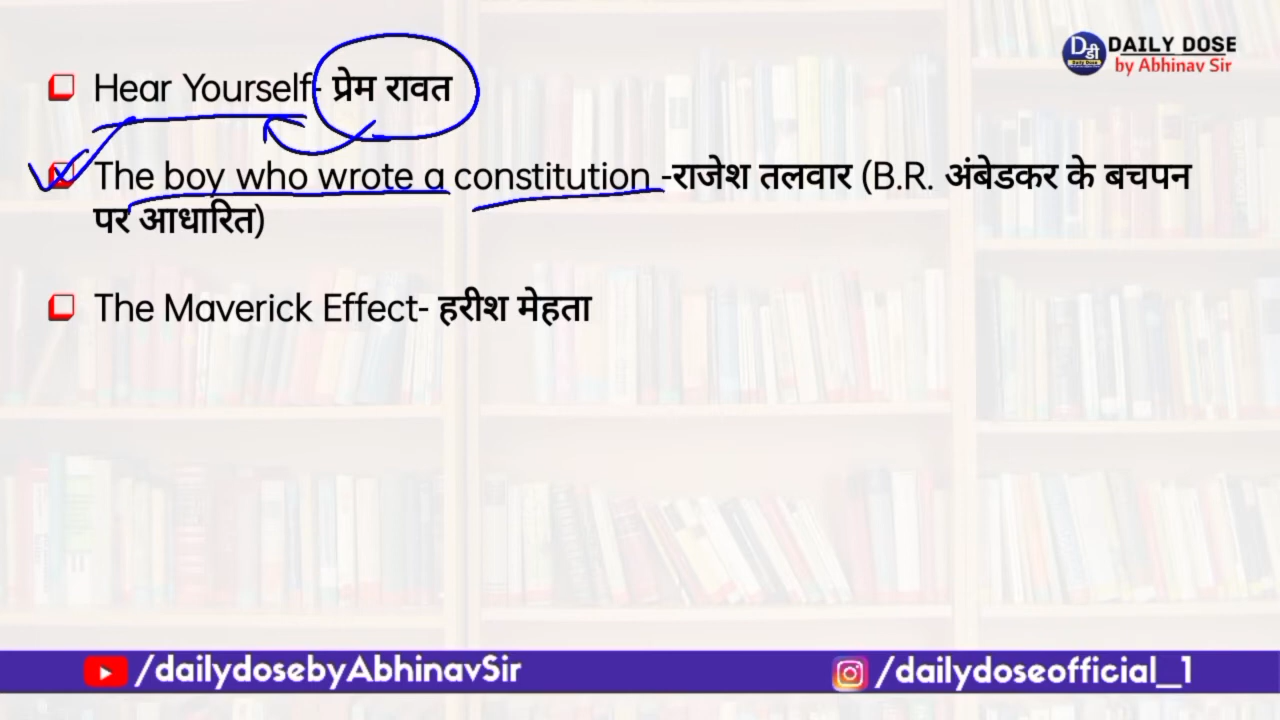 DAILY DOSE
by Abhinav Sir
Hear Yourself- प्रेम रावत
The boy who wrote a constitution -राजेश तलवार (B.R. अंबेडकर के बचपन
पर आधारित)
The Maverick Effect- हरीश मेहता
/dailydosebyAbhinavSir
/dailydoseofficial_1